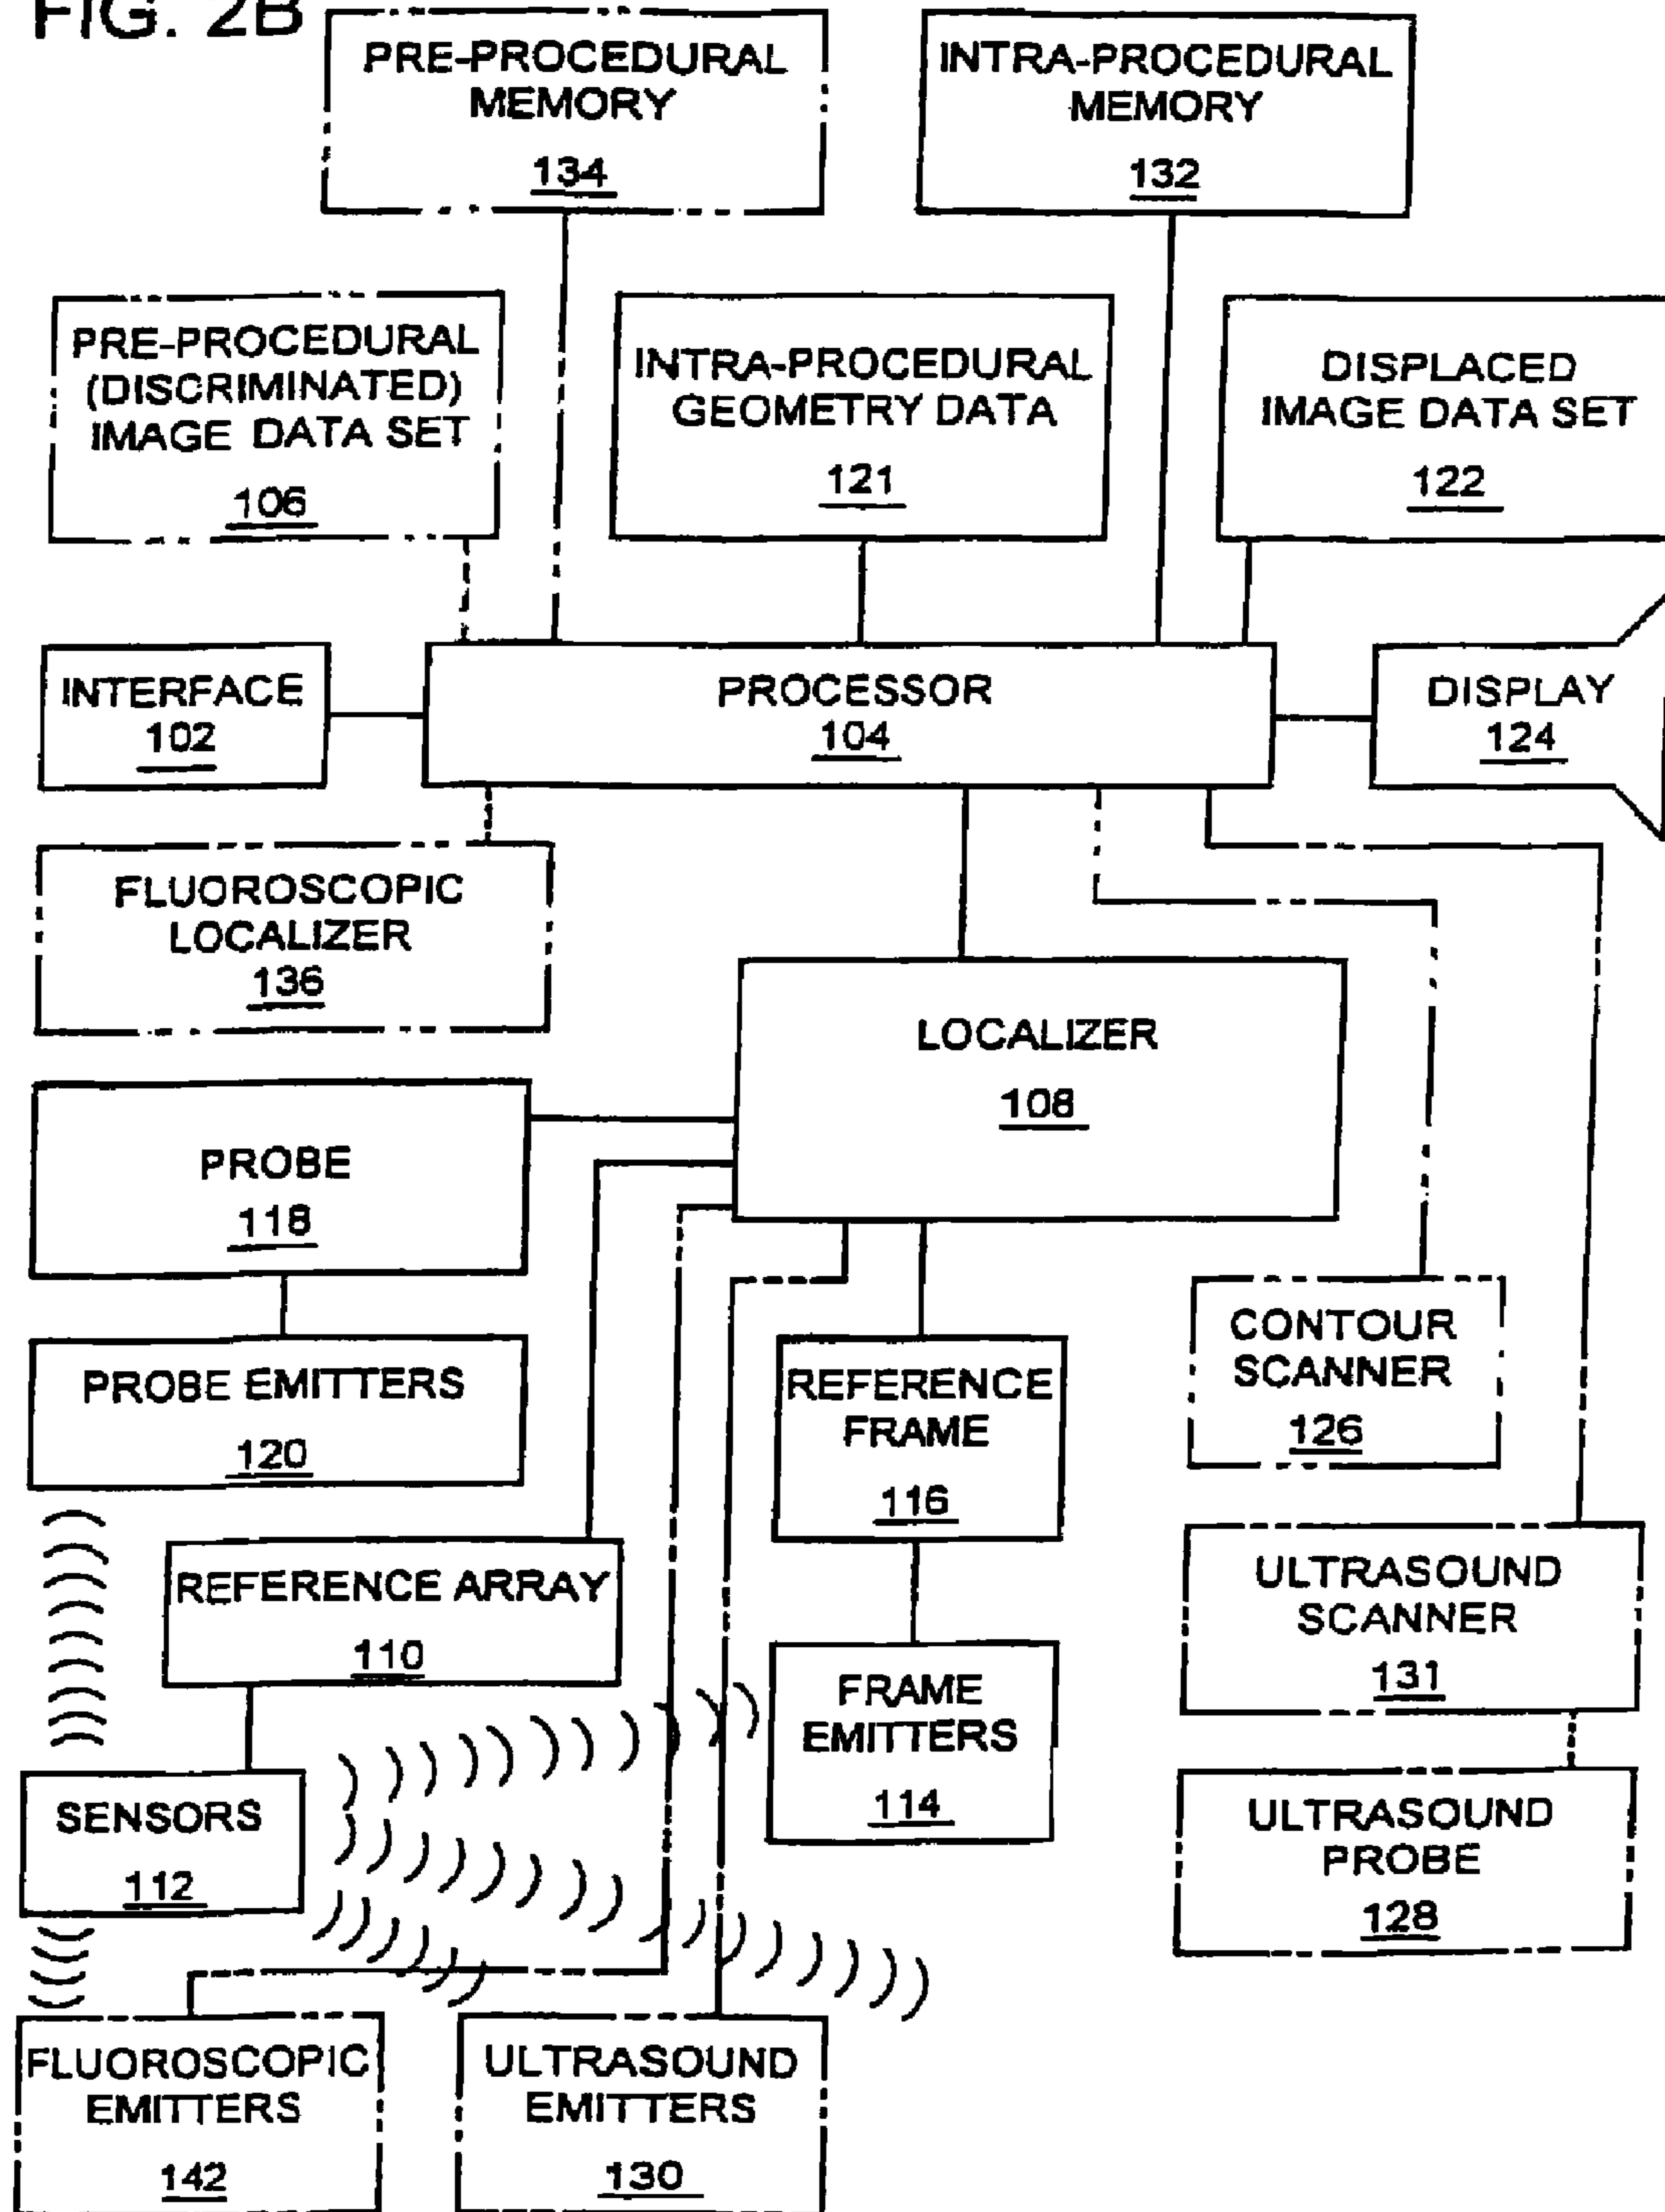 FIG. 2B
PRE-PROCEDURAL
MEMORY
134
INTRA-PROCEDURAL
MEMORY
132
PRE-PROCEDURAL
(DISCRIMINATED)
IMAGE DATA SET
106
INTRA-PROCEDURAL
GEOMETRY DATA
121
DISPLACED
IMAGE DATA SET
122
INTERFACE
102
PROCESSOR
104
DISPLAY
124
FLUOROSCOPIC
LOCALIZER
136
LOCALIZER
108
PROBE
118
PROBE EMITTERS
120
REFERENCE
FRAME
116
CONTOUR
SCANNER
126
REFERENCE ARRAY
110
ULTRASOUND
SCANNER
131
FRAME
EMITTERS
114
SENSORS
112
ULTRASOUND
PROBE
128
FLUOROSCOPIC
EMITTERS
142
ULTRASOUND
EMITTERS
130